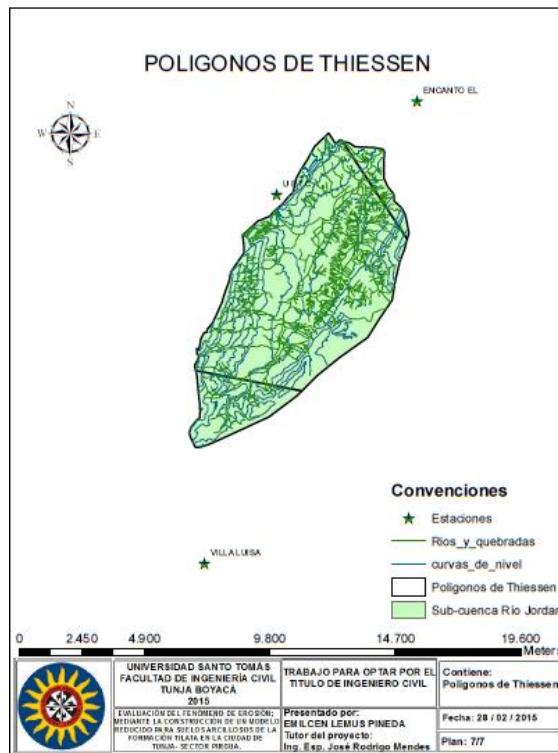 POLIGONOS DE THIESSEN
ENCANTO EL
N
W E
S
Convenciones
Estaciones
Rios_y_quebradas
curvas_de_nivel
Poligonos de Thiessen
Sub-cuenca Río Jordan
VILLA LUISA
0 2.450 4.900 9.800 14.700 19.600
Meters
UNIVERSIDAD SANTO TOMÁS
FACULTAD DE INGENIERÍA CIVIL
TUNJA BOYACÁ
2015
EVALUACIÓN DEL FENÓMENO DE EROSIÓN;
MEDIANTE LA CONSTRUCCIÓN DE UN MODELO
REDUCIDO PARA SUELOS ARCILLOSOS DE LA
FORMACIÓN TILATA EN LA CIUDAD DE
TUNJA- SECTOR PIRGUA.
TRABAJO PARA OPTAR POR EL
TITULO DE INGENIERO CIVIL
Presentado por:
EMILCEN LEMUS PINEDA
Tutor del proyecto:
Ing. Esp. José Rodrigo Mendes
Contiene:
Poligonos de Thiessen
Fecha: 28 / 02 / 2015
Plan: 7/7